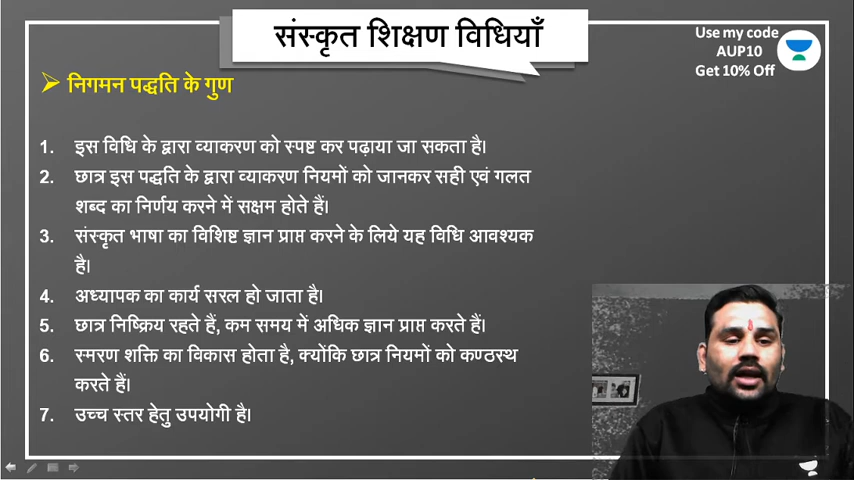 संस्कृत शिक्षण विधियाँ
Use my code
AUP10
Get 10% Off
➢ निगमन पद्धति के गुण
1. इस विधि के द्वारा व्याकरण को स्पष्ट कर पढ़ाया जा सकता है।
2. छात्र इस पद्धति के द्वारा व्याकरण नियमों को जानकर सही एवं गलत
शब्द का निर्णय करने में सक्षम होते हैं।
3. संस्कृत भाषा का विशिष्ट ज्ञान प्राप्त करने के लिये यह विधि आवश्यक
है।
4. अध्यापक का कार्य सरल हो जाता है।
5. छात्र निष्क्रिय रहते हैं, कम समय में अधिक ज्ञान प्राप्त करते हैं।
6. स्मरण शक्ति का विकास होता है, क्योंकि छात्र नियमों को कण्ठस्थ
करते हैं।
7. उच्च स्तर हेतु उपयोगी है।